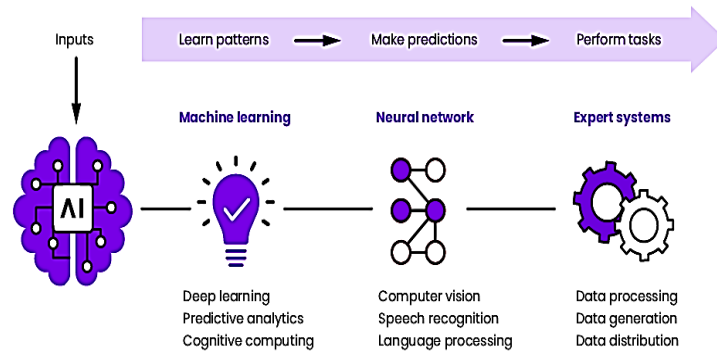 Inputs
Learn patterns
Make predictions
Perform tasks
Machine learning
Neural network
Expert systems
AI
Deep learning
Predictive analytics
Cognitive computing
Computer vision
Speech recognition
Language processing
Data processing
Data generation
Data distribution